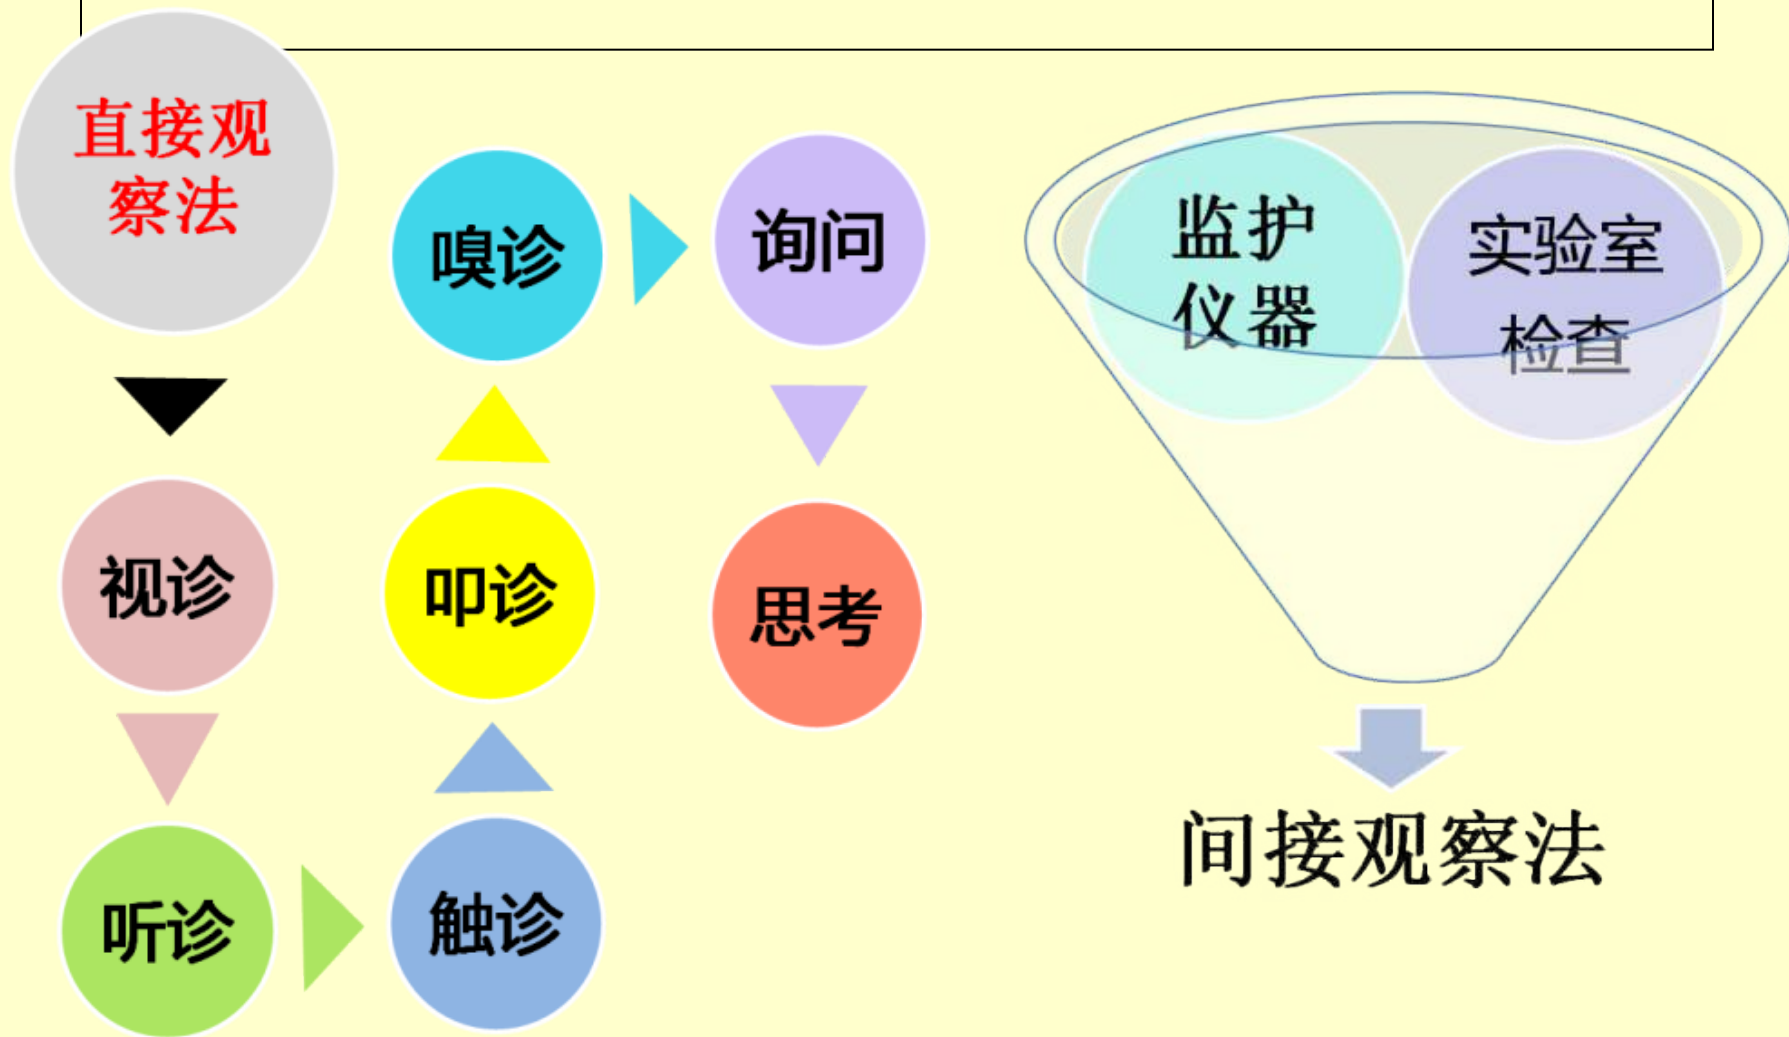 直接观
察法
视诊
听诊
触诊
叩诊
嗅诊
询问
思考
监护
仪器
实验室
检查
间接观察法